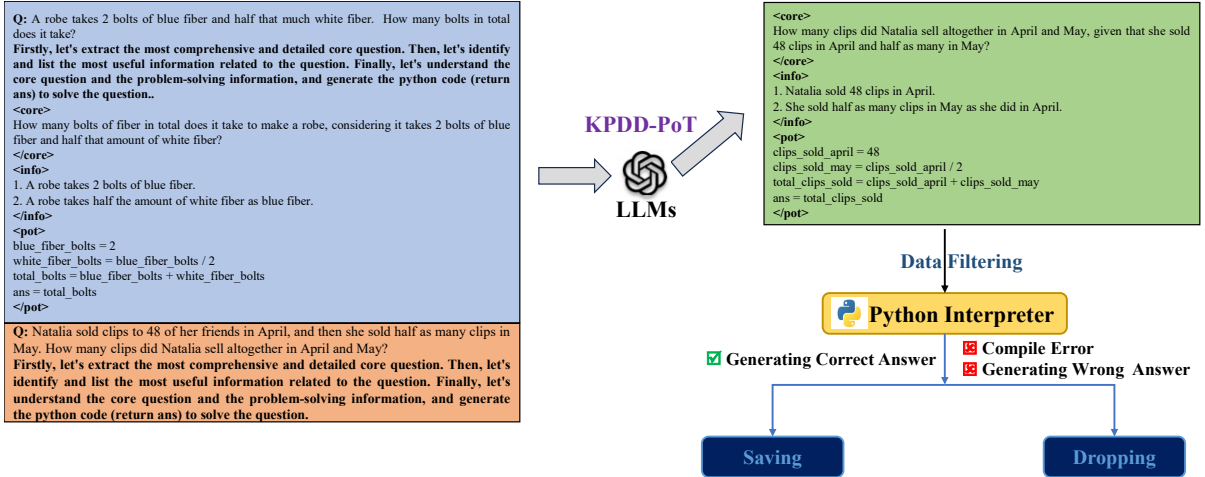 Q: A robe takes 2 bolts of blue fiber and half that much white fiber. How many bolts in total
does it take?
Firstly, let's extract the most comprehensive and detailed core question. Then, let's identify
and list the most useful information related to the question. Finally, let's understand the
core question and the problem-solving information, and generate the python code (return
ans) to solve the question..
<core>
How many bolts of fiber in total does it take to make a robe, considering it takes 2 bolts of blue
fiber and half that amount of white fiber?
</core>
<info>
1. A robe takes 2 bolts of blue fiber.
2. A robe takes half the amount of white fiber as blue fiber.
</info>
<pot>
blue_fiber_bolts = 2
white_fiber_bolts = blue_fiber_bolts / 2
total_bolts = blue_fiber_bolts + white_fiber_bolts
ans = total_bolts
</pot>
Q: Natalia sold clips to 48 of her friends in April, and then she sold half as many clips in
May. How many clips did Natalia sell altogether in April and May?
Firstly, let's extract the most comprehensive and detailed core question. Then, let's
identify and list the most useful information related to the question. Finally, let's
understand the core question and the problem-solving information, and generate
the python code (return ans) to solve the question.
KPDD-PoT
LLMs
<core>
How many clips did Natalia sell altogether in April and May, given that she sold
48 clips in April and half as many in May?
</core>
<info>
1. Natalia sold 48 clips in April.
2. She sold half as many clips in May as she did in April.
</info>
<pot>
clips_sold_april = 48
clips_sold_may = clips_sold_april / 2
total_clips_sold = clips_sold_april + clips_sold_may
ans = total_clips_sold
</pot>
Data Filtering
Python Interpreter
Generating Correct Answer
Compile Error
Generating Wrong Answer
Saving
Dropping